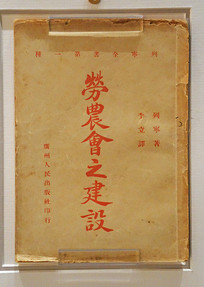 列寧全書第一種
列寧著
李立譯
勞農會之建設
廣州人民出版社印行